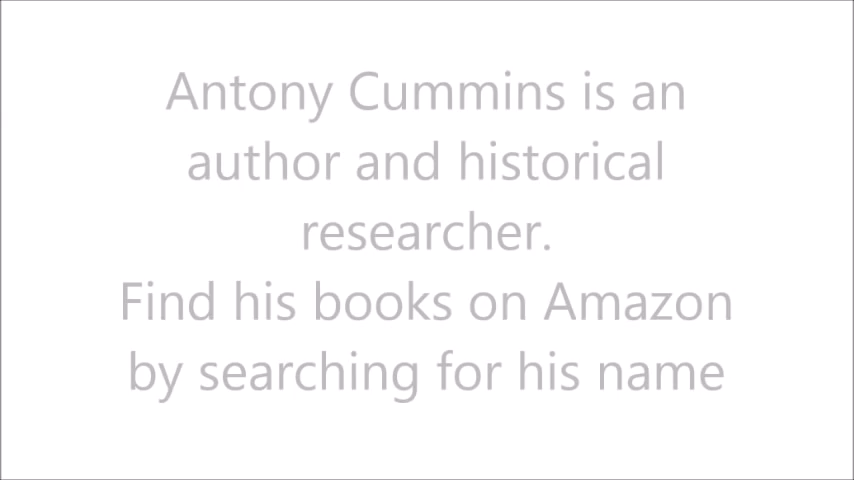 Antony Cummins is an
author and historical
researcher.
Find his books on Amazon
by searching for his name